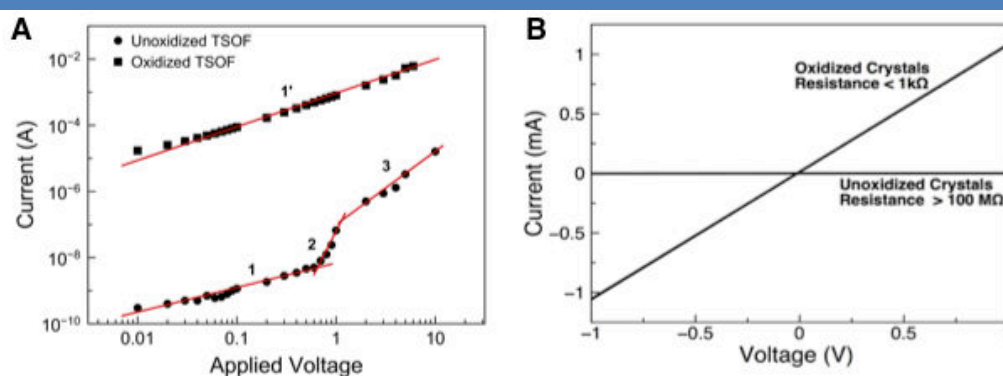 A
Unoxidized TSOF
Oxidized TSOF
10⁻²
10⁻⁴
10⁻⁶
10⁻⁸
10⁻¹⁰
1'
1
2
3
0.01
0.1
1
10
Current (A)
Applied Voltage
B
Oxidized Crystals
Resistance < 1kΩ
Unoxidized Crystals
Resistance > 100 MΩ
1
0.5
0
−0.5
−1
−1
−0.5
0
0.5
Current (mA)
Voltage (V)